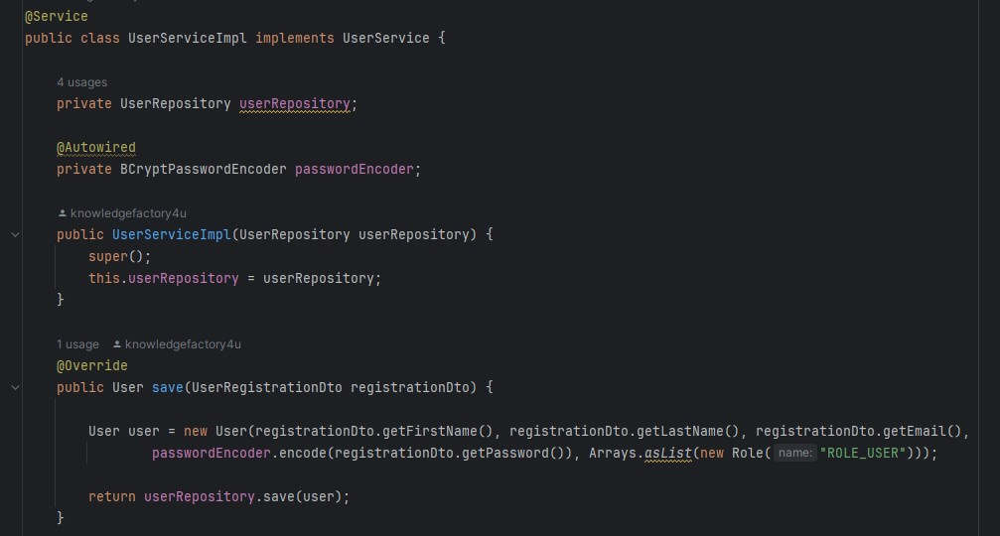 @Service
public class UserServiceImpl implements UserService {
4 usages
private UserRepository userRepository;
@Autowired
private BCryptPasswordEncoder passwordEncoder;
knowledgefactory4u
public UserServiceImpl(UserRepository userRepository) {
super();
this.userRepository = userRepository;
}
1 usage knowledgefactory4u
@Override
public User save(UserRegistrationDto registrationDto) {
User user = new User(registrationDto.getFirstName(), registrationDto.getLastName(), registrationDto.getEmail(),
passwordEncoder.encode(registrationDto.getPassword()), Arrays.asList(new Role( name: "ROLE_USER")));
return userRepository.save(user);
}